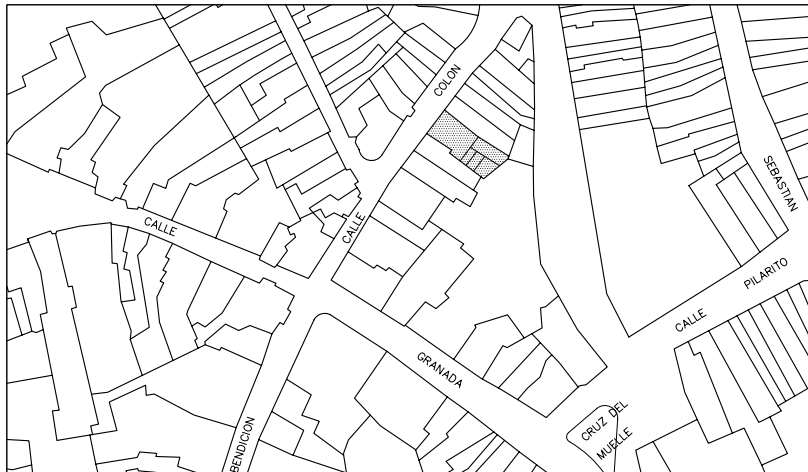 COLON
SEBASTIAN
CALLE
CALLE
PILARITO
CALLE
GRANADA
CRUZ DEL
MUELLE
BENDICION